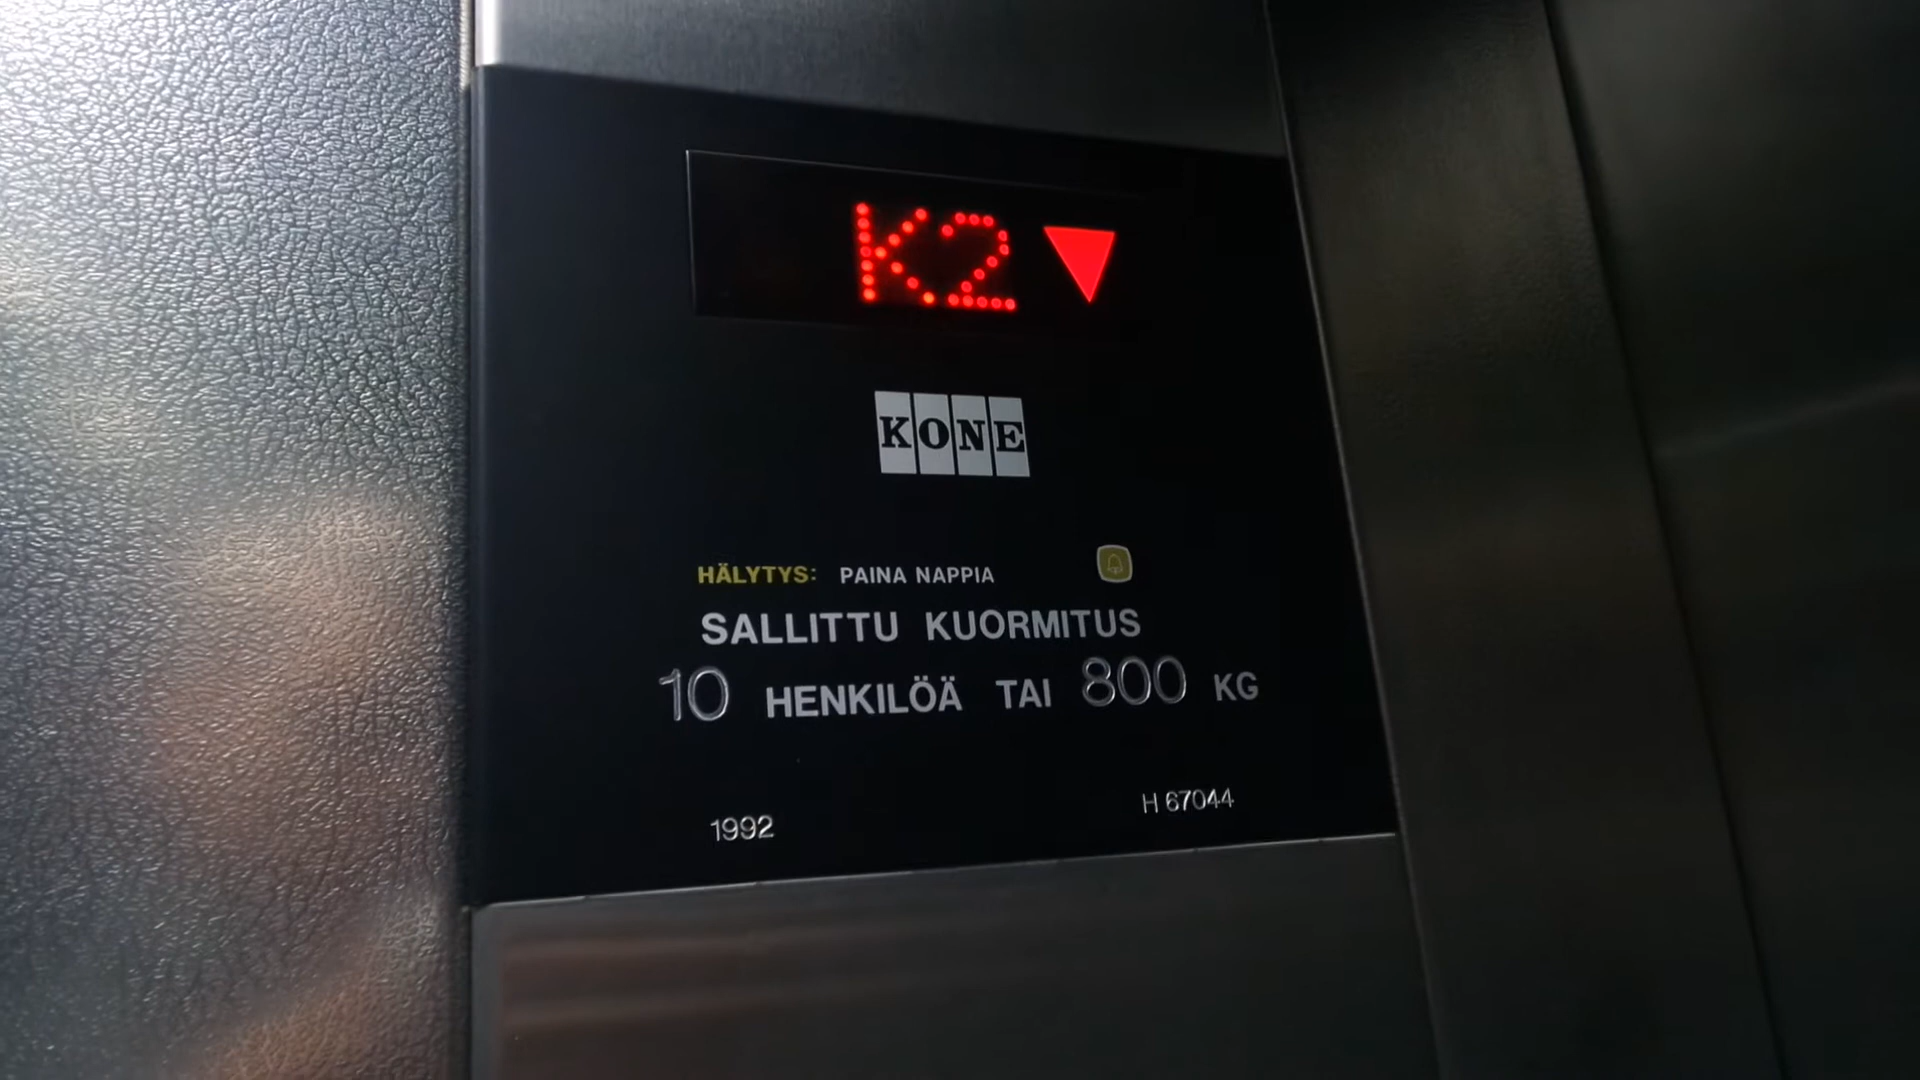 K2
KONE
HÄLYTYS: PAINA NAPPIA
SALLITTU KUORMITUS
10 HENKILÖÄ TAI 800 KG
1992 H 67044